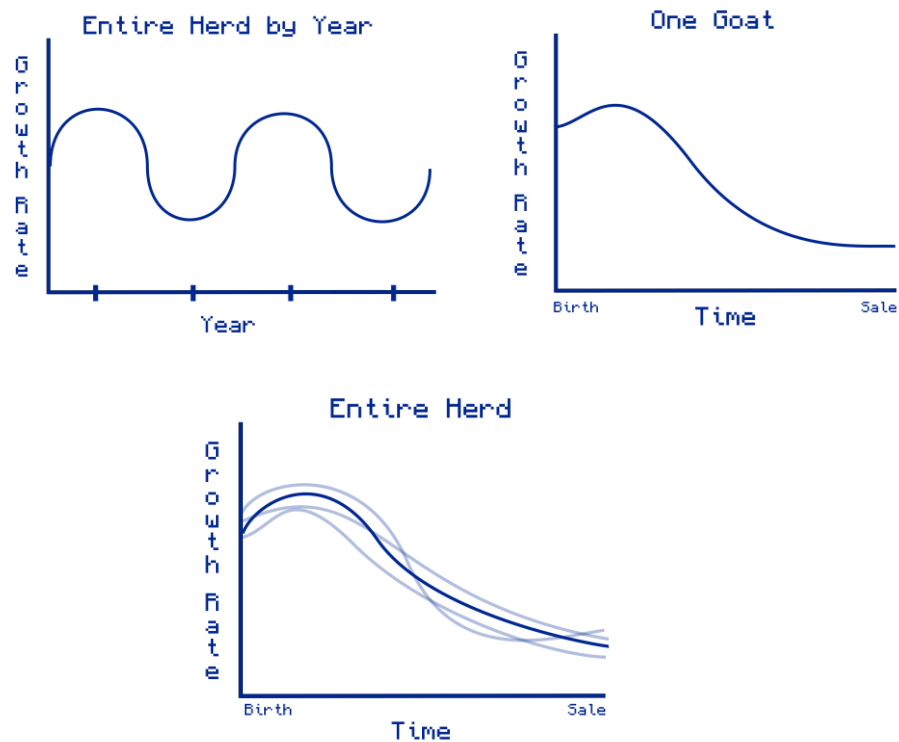 Entire Herd by Year
Growth Rate
Year
One Goat
Growth Rate
Birth
Sale
Time
Entire Herd
Growth Rate
Birth
Sale
Time